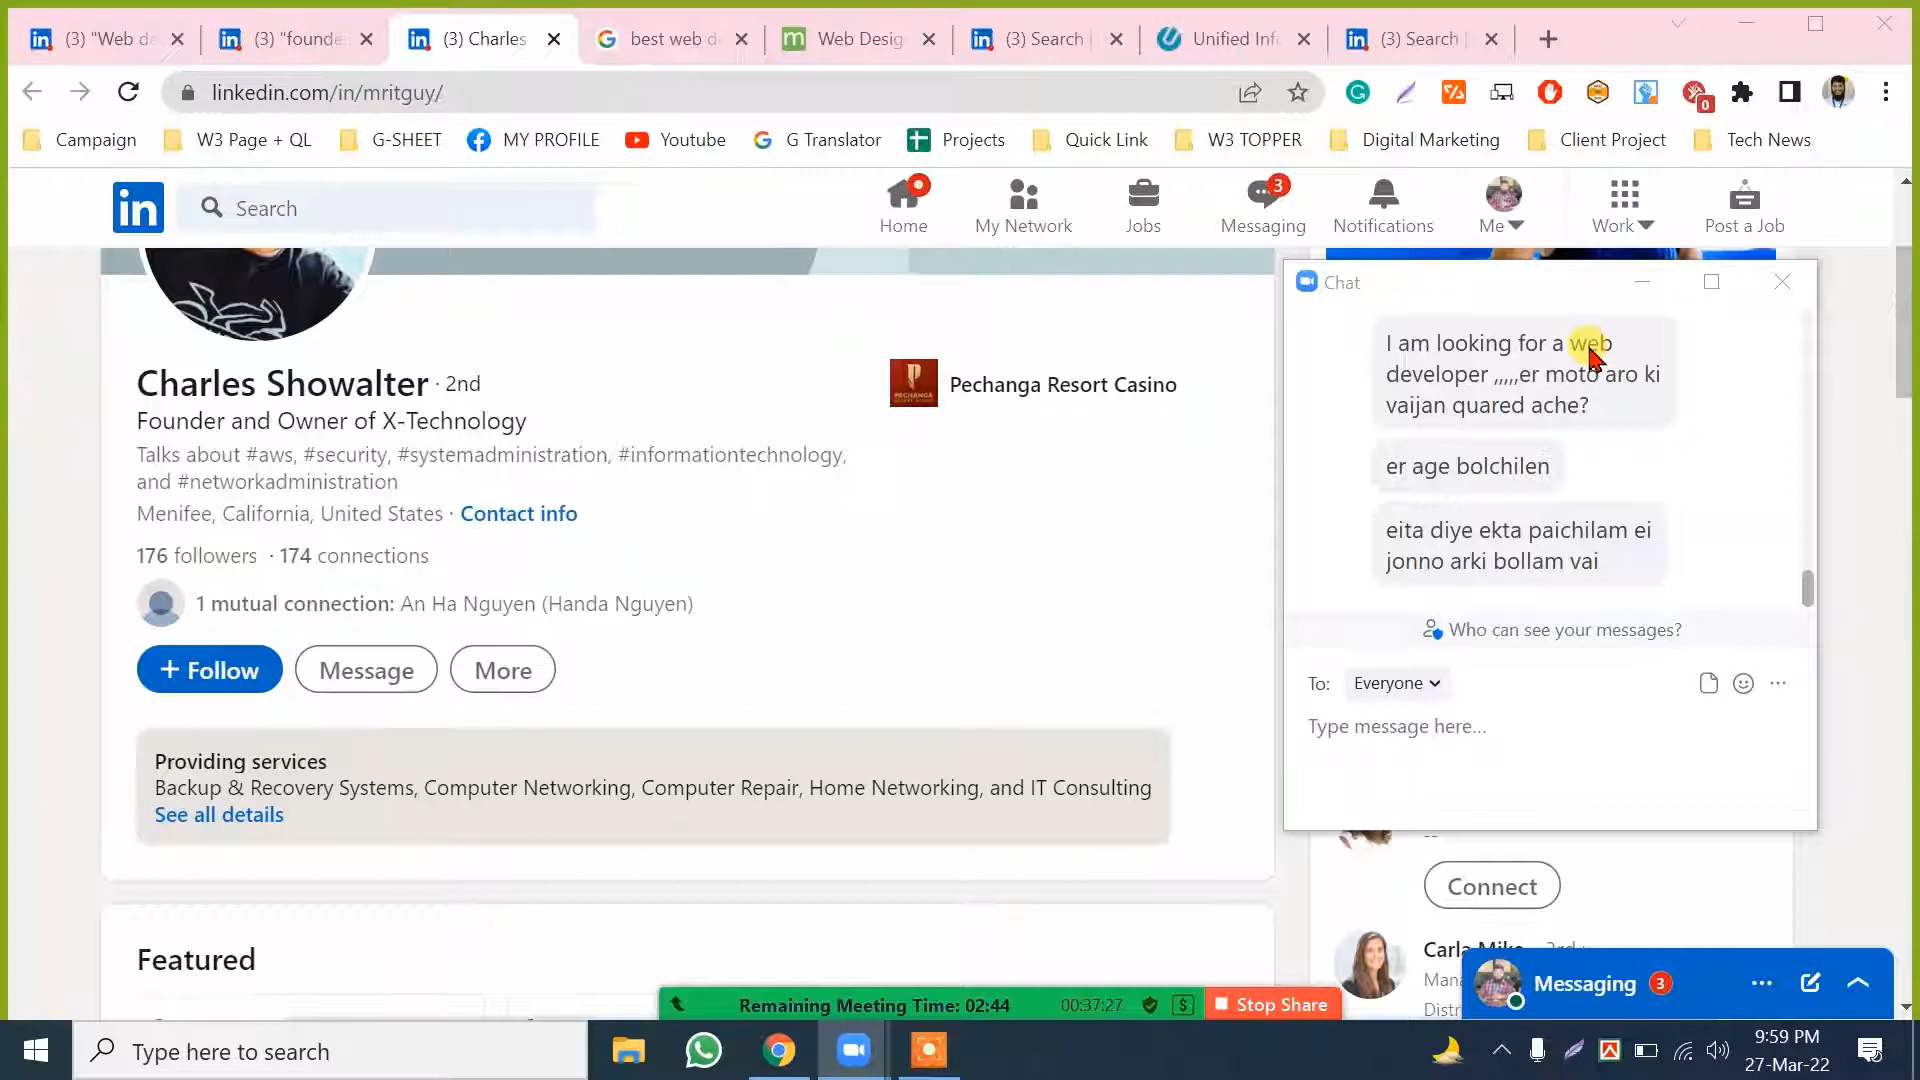 (3) "Web de
(3) "founde
(3) Charles
best web d
Web Desig
(3) Search
Unified Inf
(3) Search
linkedin.com/in/mritguy/
0
Campaign
W3 Page + QL
G-SHEET
MY PROFILE
Youtube
G Translator
Projects
Quick Link
W3 TOPPER
Digital Marketing
Client Project
Tech News
in
Search
Home
My Network
Jobs
3
Messaging
Notifications
Me
Work
Post a Job
Charles Showalter · 2nd
Founder and Owner of X-Technology
Talks about #aws, #security, #systemadministration, #informationtechnology,
and #networkadministration
Menifee, California, United States · Contact info
176 followers · 174 connections
1 mutual connection: An Ha Nguyen (Handa Nguyen)
+ Follow
Message
More
Pechanga Resort Casino
Providing services
Backup & Recovery Systems, Computer Networking, Computer Repair, Home Networking, and IT Consulting
See all details
Featured
Chat
I am looking for a web
developer ,,,,,er moto aro ki
vaijan quared ache?
er age bolchilen
eita diye ekta paichilam ei
jonno arki bollam vai
Who can see your messages?
To: Everyone
Type message here...
Connect
Messaging 3
Remaining Meeting Time: 02:44
00:37:27
Stop Share
Type here to search
9:59 PM
27-Mar-22